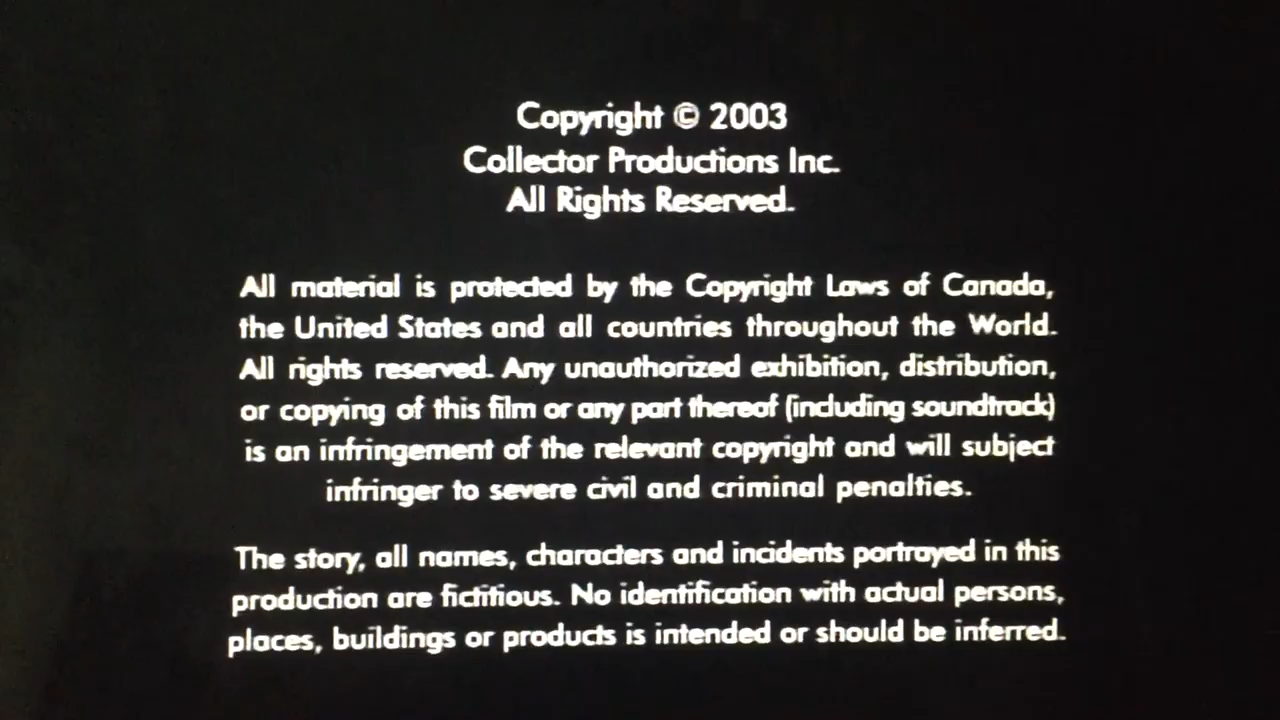 Copyright © 2003
Collector Productions Inc.
All Rights Reserved.
All material is protected by the Copyright Laws of Canada,
the United States and all countries throughout the World.
All rights reserved. Any unauthorized exhibition, distribution,
or copying of this film or any part thereof (including soundtrack)
is an infringement of the relevant copyright and will subject
infringer to severe civil and criminal penalties.
The story, all names, characters and incidents portrayed in this
production are fictitious. No identification with actual persons,
places, buildings or products is intended or should be inferred.